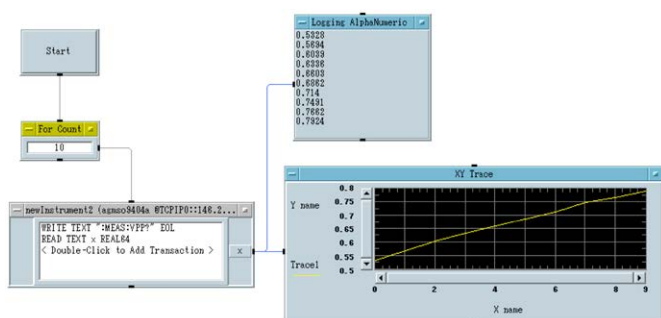 Start
For Count
10
newInstrument2 (agmso9404a @TCPIP0::146.2...
WRITE TEXT ":MEAS:VPP?" EOL
READ TEXT x REAL64
< Double-Click to Add Transaction >
x
Logging AlphaNumeric
0.5328
0.5694
0.6039
0.6336
0.6603
0.6862
0.714
0.7491
0.7662
0.7924
XY Trace
Y name
Trace1
0.8
0.75
0.7
0.65
0.6
0.55
0.5
0
2
4
6
8
9
X name